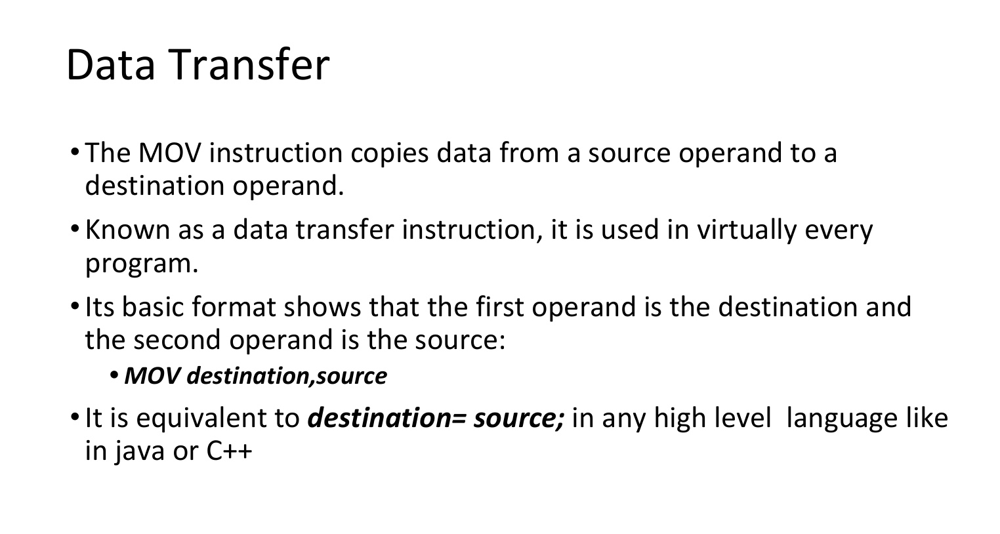 Data Transfer
• The MOV instruction copies data from a source operand to a
destination operand.
• Known as a data transfer instruction, it is used in virtually every
program.
• Its basic format shows that the first operand is the destination and
the second operand is the source:
• MOV destination,source
• It is equivalent to destination= source; in any high level  language like
in java or C++